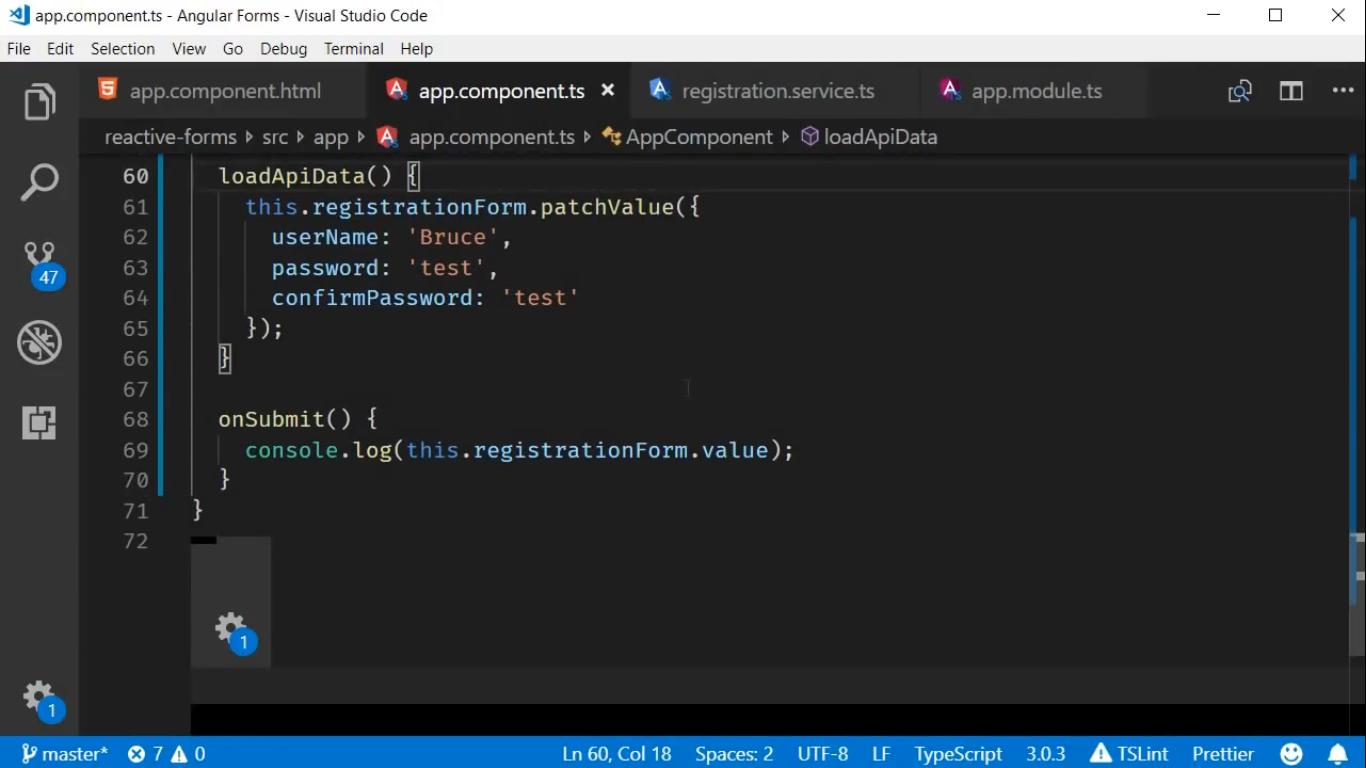 app.component.ts - Angular Forms - Visual Studio Code
File Edit Selection View Go Debug Terminal Help
app.component.html app.component.ts registration.service.ts app.module.ts
reactive-forms src app app.component.ts AppComponent loadApiData
60 loadApiData() {
61 this.registrationForm.patchValue({
62 userName: 'Bruce',
63 password: 'test',
64 confirmPassword: 'test'
65 });
66 }
67
68 onSubmit() {
69 console.log(this.registrationForm.value);
70 }
71 }
72
47
1
1
master* 7 0 Ln 60, Col 18 Spaces: 2 UTF-8 LF TypeScript 3.0.3 TSLint Prettier